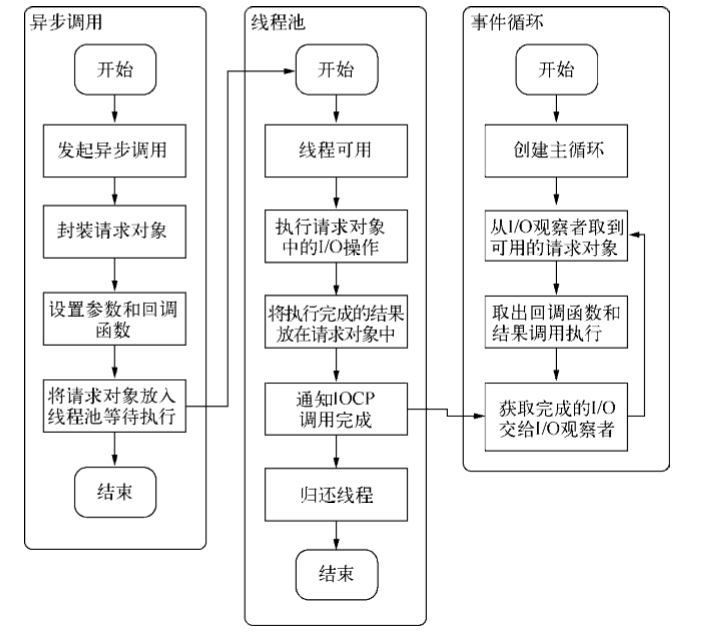 异步调用
开始
发起异步调用
封装请求对象
设置参数和回调
函数
将请求对象放入
线程池等待执行
结束
线程池
开始
线程可用
执行请求对象
中的I/O操作
将执行完成的结果
放在请求对象中
通知IOCP
调用完成
归还线程
结束
事件循环
开始
创建主循环
从I/O观察者取到
可用的请求对象
取出回调函数和
结果调用执行
获取完成的I/O
交给I/O观察者